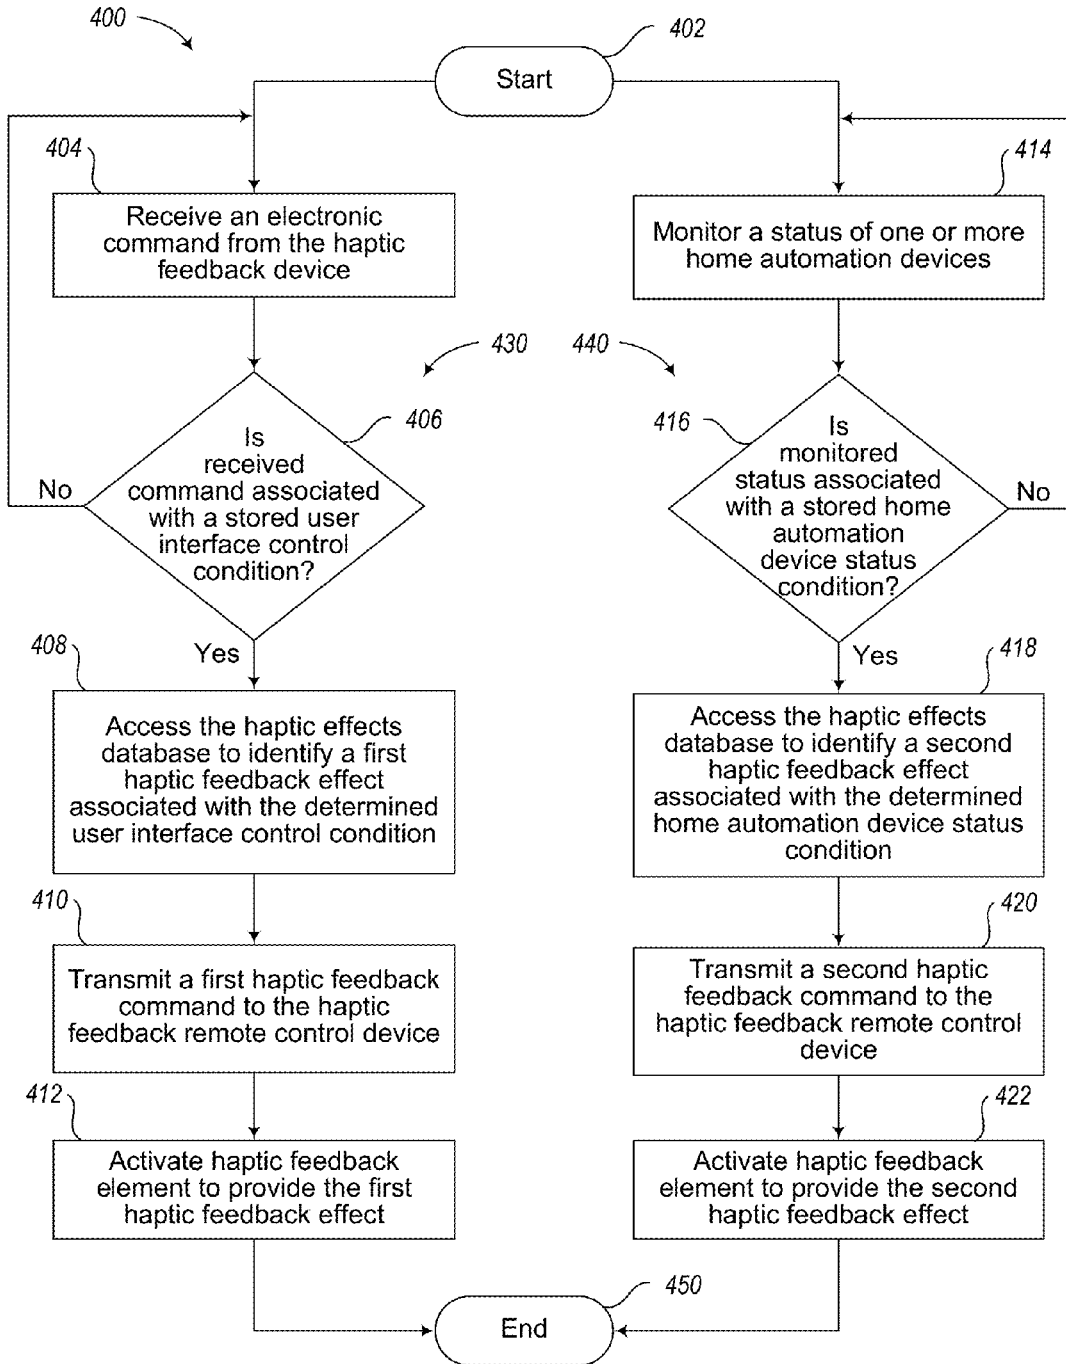 400
402
Start
404
Receive an electronic
command from the haptic
feedback device
414
Monitor a status of one or more
home automation devices
430
440
406
Is
received
command associated
with a stored user
interface control
condition?
No
416
Is
monitored
status associated
with a stored home
automation
device status
condition?
No
Yes
Yes
408
Access the haptic effects
database to identify a first
haptic feedback effect
associated with the determined
user interface control condition
418
Access the haptic effects
database to identify a second
haptic feedback effect
associated with the determined
home automation device status
condition
410
Transmit a first haptic feedback
command to the haptic
feedback remote control device
420
Transmit a second haptic
feedback command to the
haptic feedback remote control
device
412
Activate haptic feedback
element to provide the first
haptic feedback effect
422
Activate haptic feedback
element to provide the second
haptic feedback effect
450
End